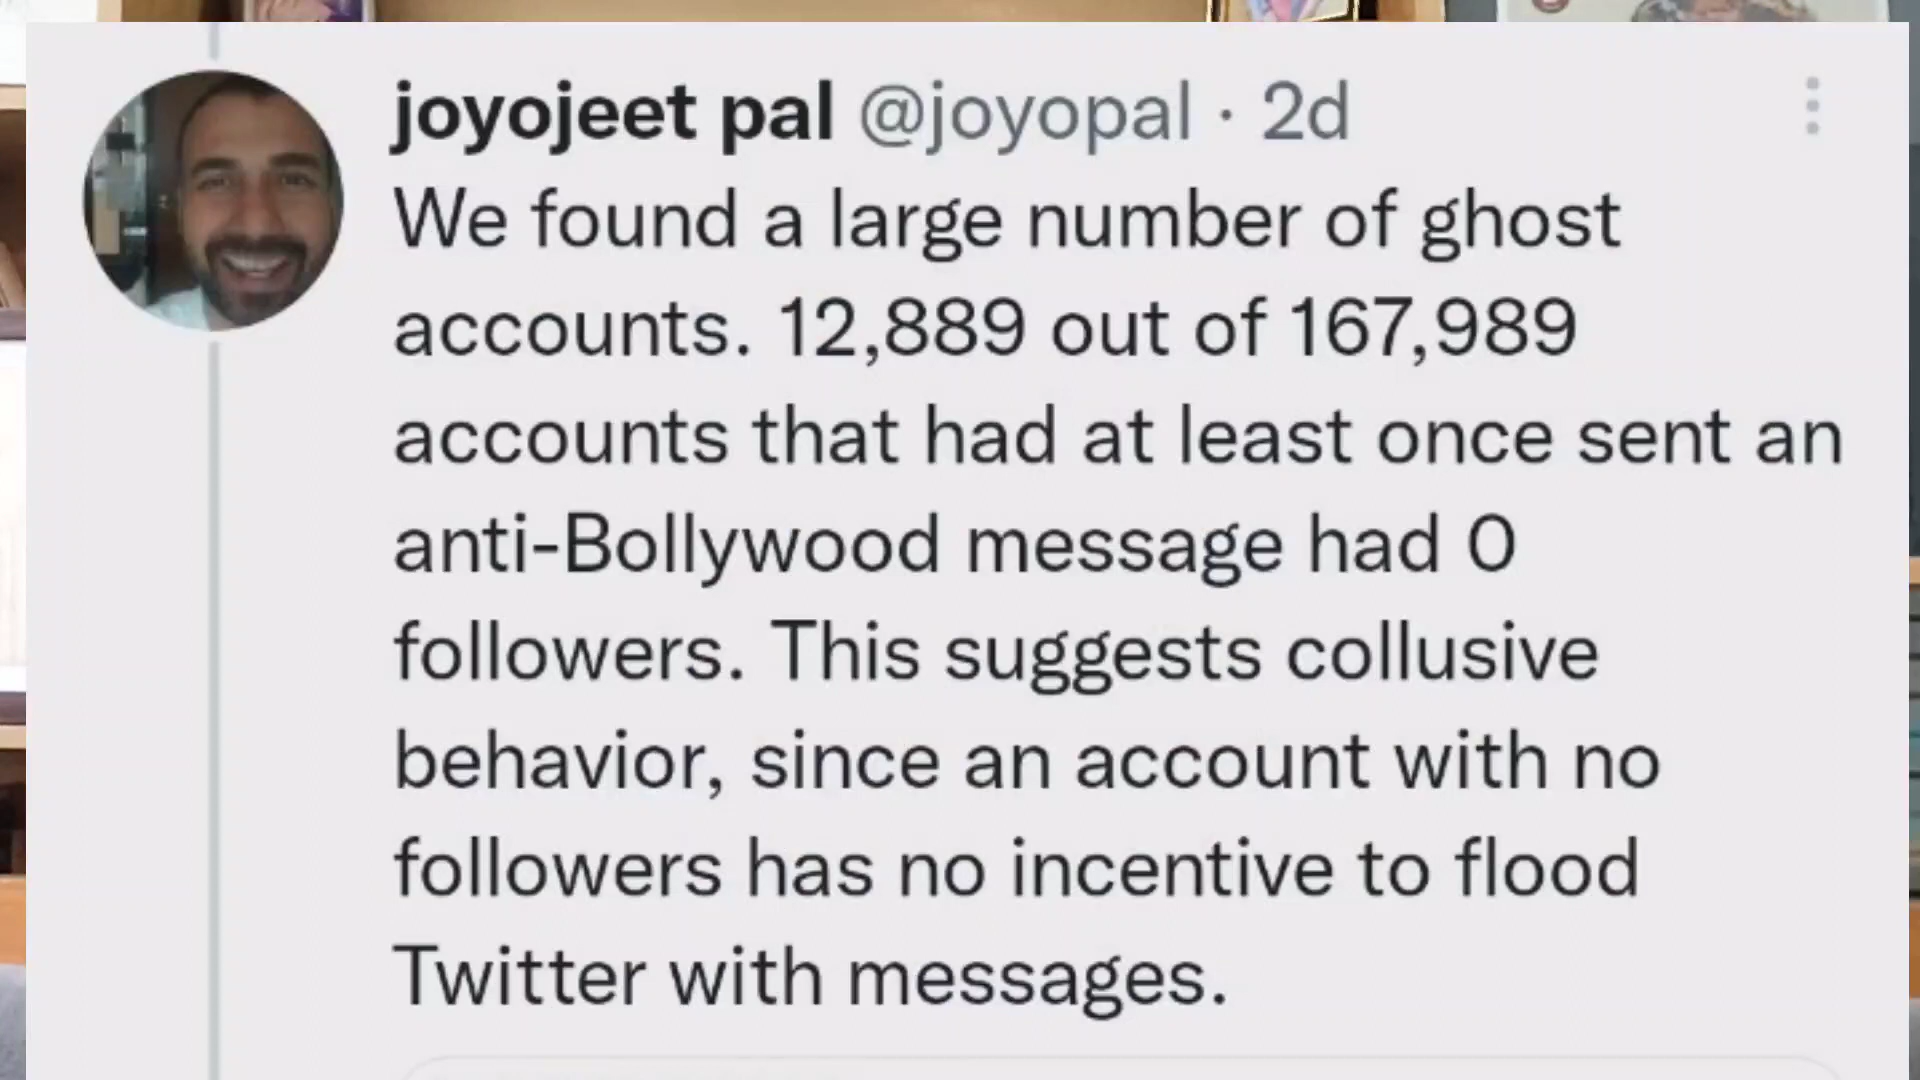 joyojeet pal @joyopal · 2d
We found a large number of ghost
accounts. 12,889 out of 167,989
accounts that had at least once sent an
anti-Bollywood message had 0
followers. This suggests collusive
behavior, since an account with no
followers has no incentive to flood
Twitter with messages.